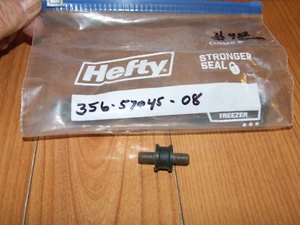 Hefty
STRONGER
SEAL
356-57045-08
FREEZER